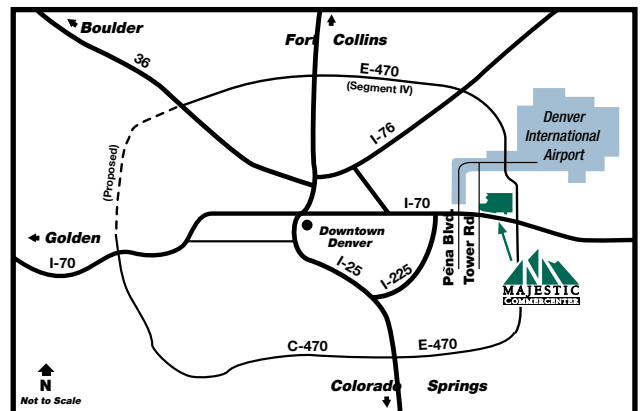 Boulder
Fort Collins
36
E-470
(Segment IV)
I-76
Denver
International
Airport
(Proposed)
I-70
Peña Blvd.
Tower Rd.
Downtown
Denver
Golden
I-70
I-25
I-225
MAJESTIC
COMMERCENTER
C-470
E-470
N
Not to Scale
Colorado Springs